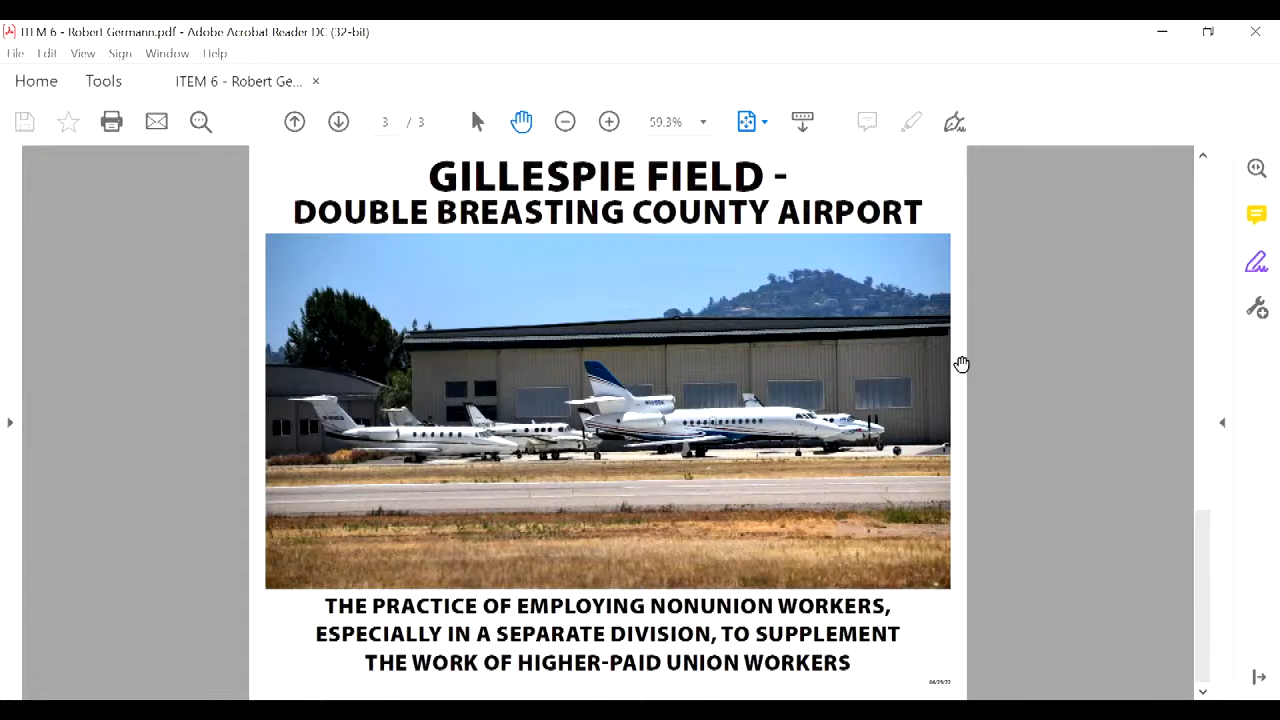 ITEM 6 - Robert Germann.pdf - Adobe Acrobat Reader DC (32-bit)
File Edit View Sign Window Help
Home Tools ITEM 6 - Robert Ge... ×
3 / 3 59.3%
GILLESPIE FIELD -
DOUBLE BREASTING COUNTY AIRPORT
THE PRACTICE OF EMPLOYING NONUNION WORKERS,
ESPECIALLY IN A SEPARATE DIVISION, TO SUPPLEMENT
THE WORK OF HIGHER-PAID UNION WORKERS